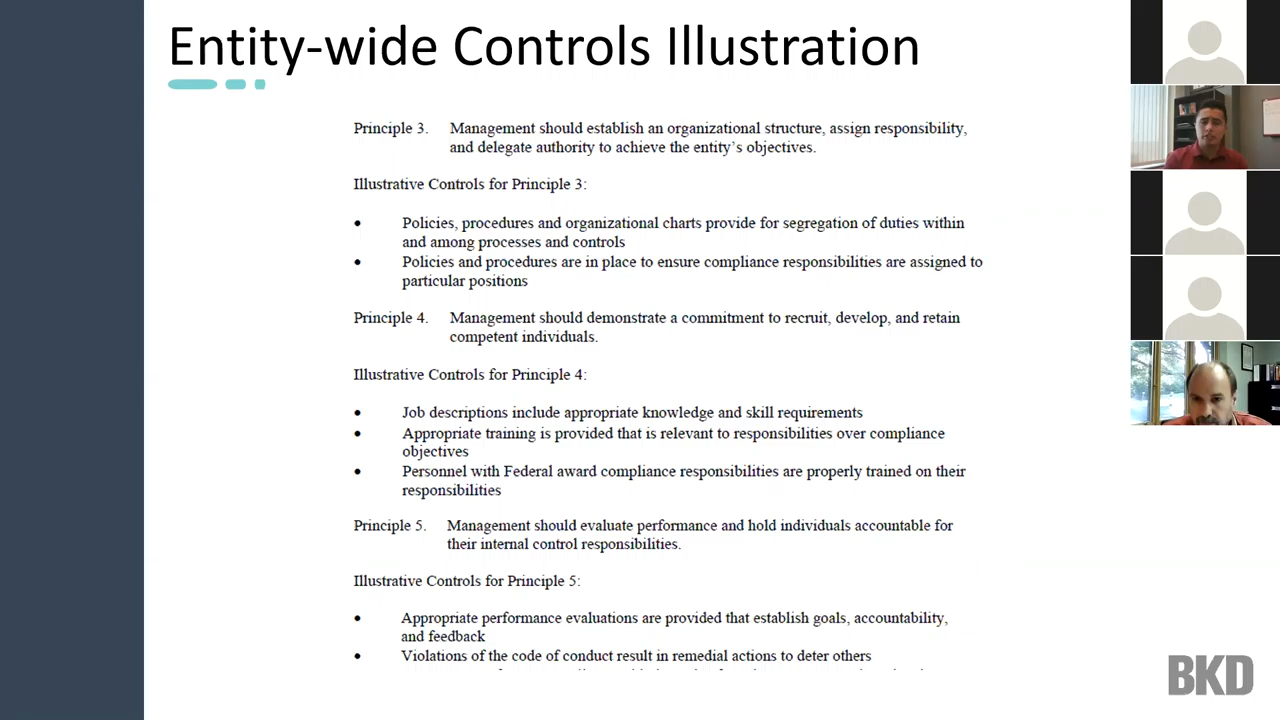 Entity-wide Controls Illustration
Principle 3. Management should establish an organizational structure, assign responsibility,
and delegate authority to achieve the entity’s objectives.
Illustrative Controls for Principle 3:
• Policies, procedures and organizational charts provide for segregation of duties within
and among processes and controls
• Policies and procedures are in place to ensure compliance responsibilities are assigned to
particular positions
Principle 4. Management should demonstrate a commitment to recruit, develop, and retain
competent individuals.
Illustrative Controls for Principle 4:
• Job descriptions include appropriate knowledge and skill requirements
• Appropriate training is provided that is relevant to responsibilities over compliance
objectives
• Personnel with Federal award compliance responsibilities are properly trained on their
responsibilities
Principle 5. Management should evaluate performance and hold individuals accountable for
their internal control responsibilities.
Illustrative Controls for Principle 5:
• Appropriate performance evaluations are provided that establish goals, accountability,
and feedback
• Violations of the code of conduct result in remedial actions to deter others
BKD